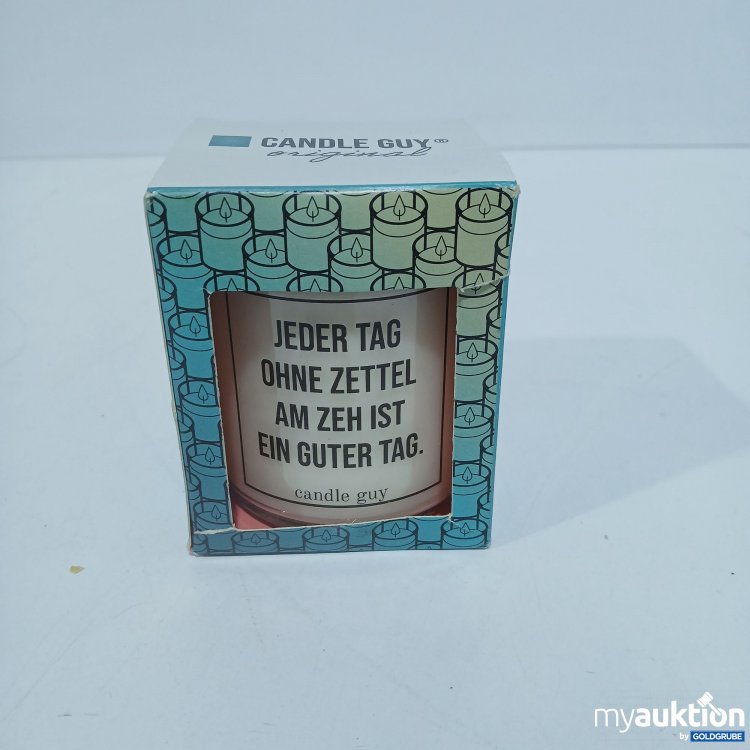 CANDLE GUY®
original
JEDER TAG
OHNE ZETTEL
AM ZEH IST
EIN GUTER TAG.
candle guy
myauktion
by GOLDGRUBE